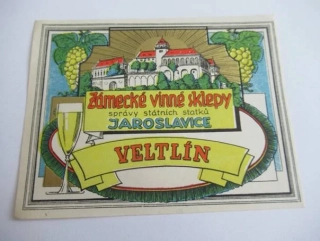 Zámecké vinné sklepy
správy státních statků
JAROSLAVICE
VELTLÍN